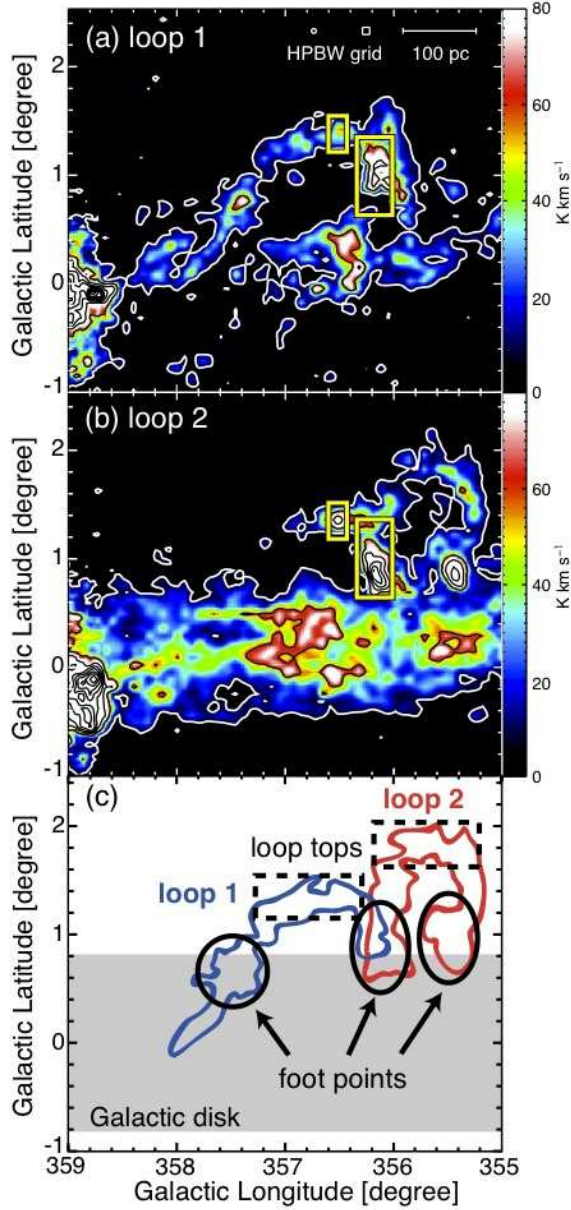 (a) loop 1
HPBW grid
100 pc
Galactic Latitude [degree]
2
1
0
-1
80
60
40
20
0
K km s⁻¹
(b) loop 2
Galactic Latitude [degree]
2
1
0
-1
60
40
20
0
K km s⁻¹
(c)
loop 2
loop tops
loop 1
foot points
Galactic disk
Galactic Latitude [degree]
2
1
0
-1
359
358
357
356
355
Galactic Longitude [degree]